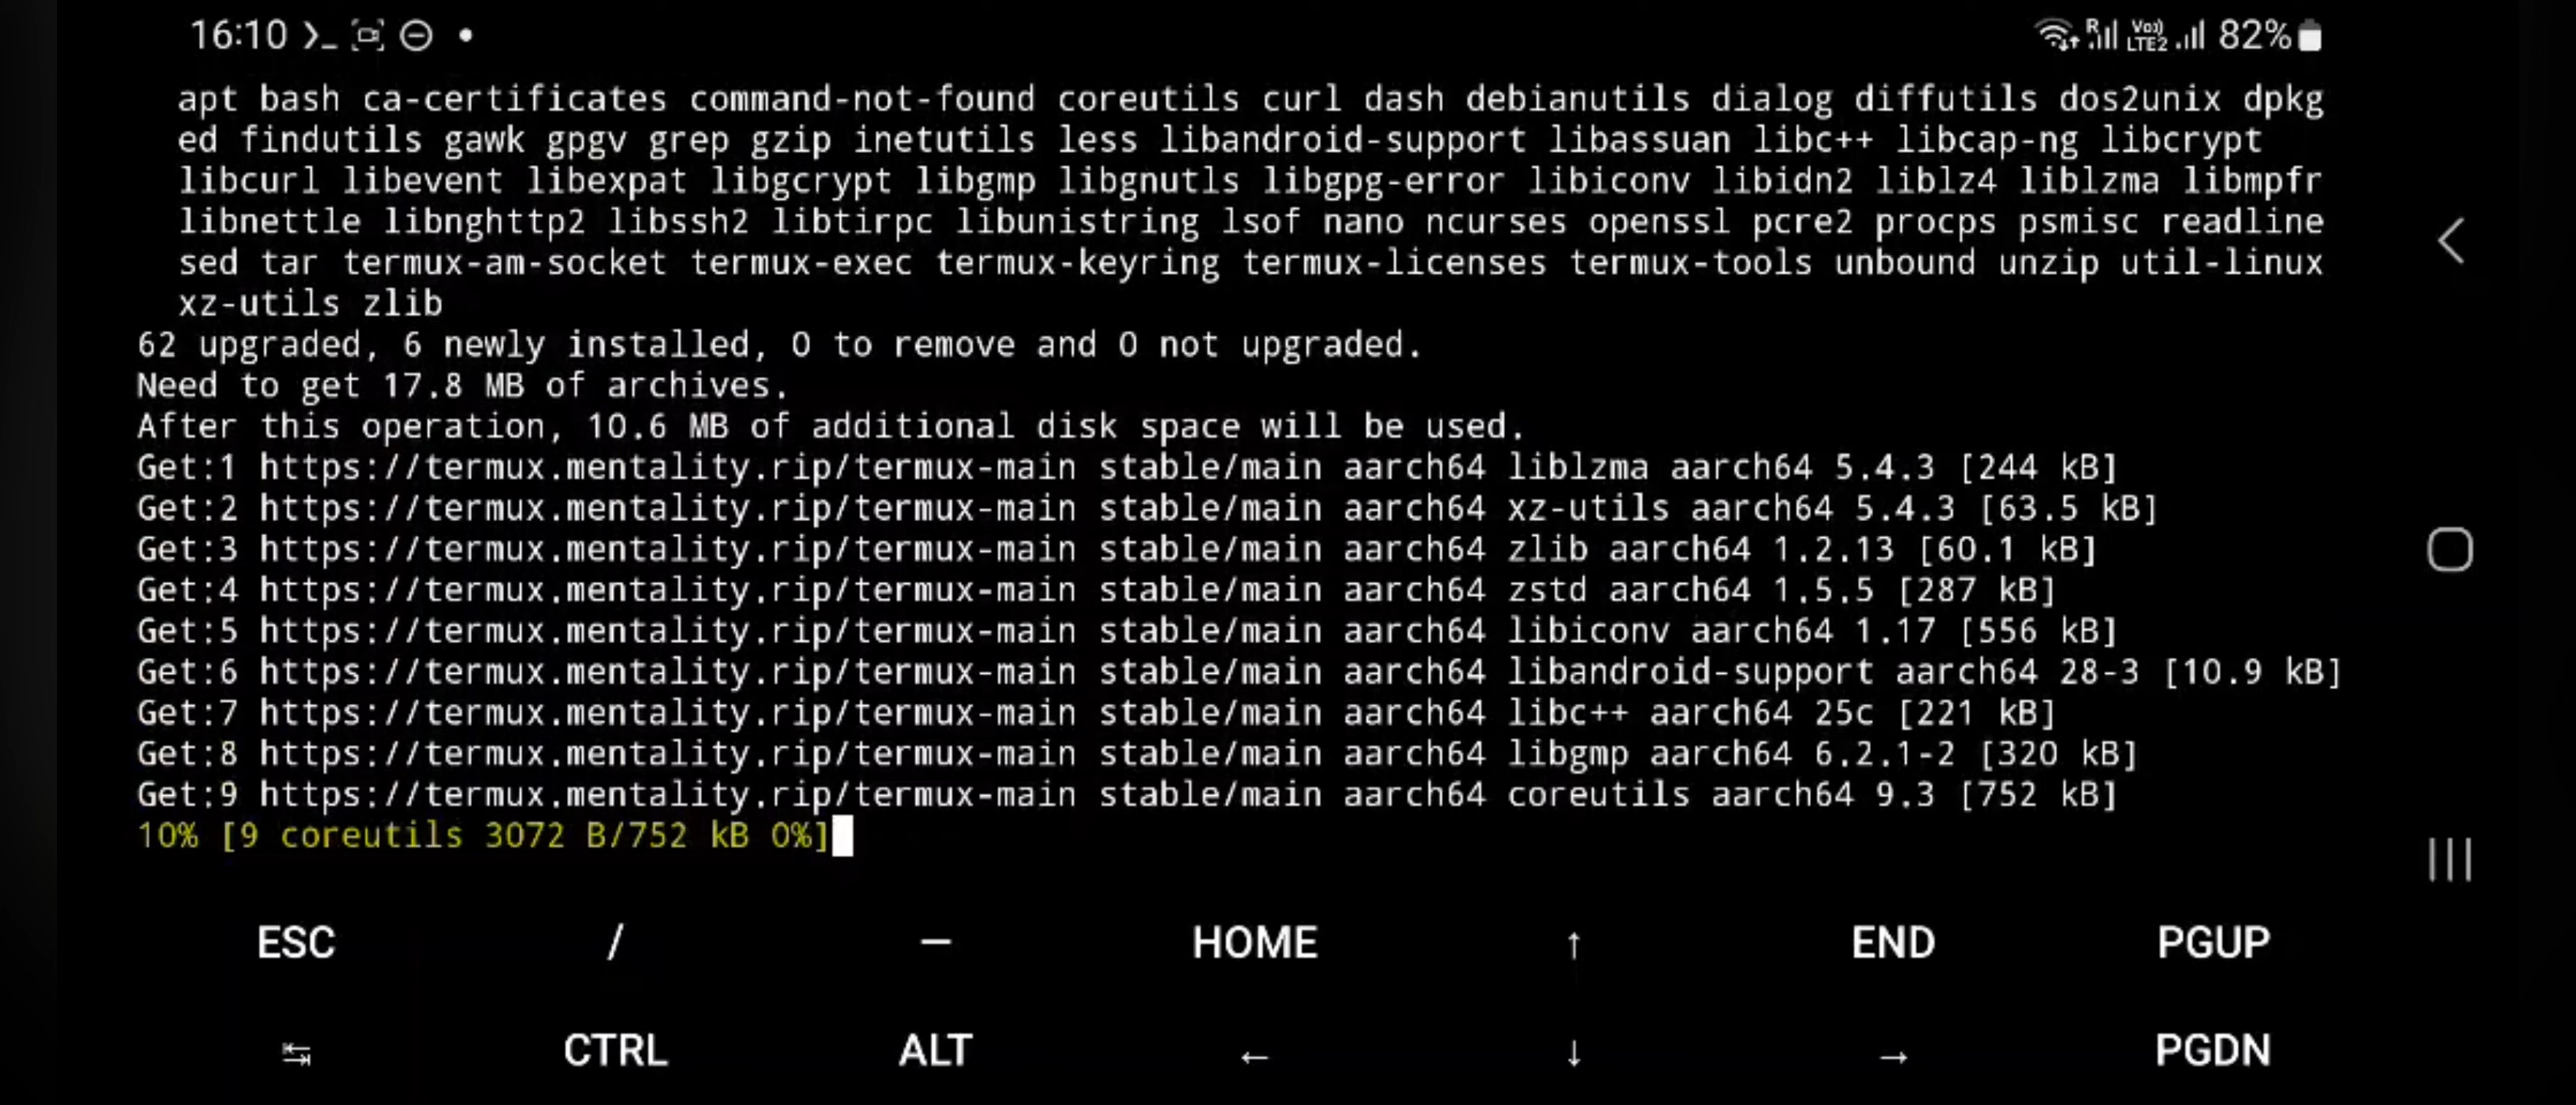 16:10
R Vo)) LTE2 82%
apt bash ca-certificates command-not-found coreutils curl dash debianutils dialog diffutils dos2unix dpkg
ed findutils gawk gpgv grep gzip inetutils less libandroid-support libassuan libc++ libcap-ng libcrypt
libcurl libevent libexpat libgcrypt libgmp libgnutls libgpg-error libiconv libidn2 liblz4 liblzma libmpfr
libnettle libnghttp2 libssh2 libtirpc libunistring lsof nano ncurses openssl pcre2 procps psmisc readline
sed tar termux-am-socket termux-exec termux-keyring termux-licenses termux-tools unbound unzip util-linux
xz-utils zlib
62 upgraded, 6 newly installed, 0 to remove and 0 not upgraded.
Need to get 17.8 MB of archives.
After this operation, 10.6 MB of additional disk space will be used.
Get:1 https://termux.mentality.rip/termux-main stable/main aarch64 liblzma aarch64 5.4.3 [244 kB]
Get:2 https://termux.mentality.rip/termux-main stable/main aarch64 xz-utils aarch64 5.4.3 [63.5 kB]
Get:3 https://termux.mentality.rip/termux-main stable/main aarch64 zlib aarch64 1.2.13 [60.1 kB]
Get:4 https://termux.mentality.rip/termux-main stable/main aarch64 zstd aarch64 1.5.5 [287 kB]
Get:5 https://termux.mentality.rip/termux-main stable/main aarch64 libiconv aarch64 1.17 [556 kB]
Get:6 https://termux.mentality.rip/termux-main stable/main aarch64 libandroid-support aarch64 28-3 [10.9 kB]
Get:7 https://termux.mentality.rip/termux-main stable/main aarch64 libc++ aarch64 25c [221 kB]
Get:8 https://termux.mentality.rip/termux-main stable/main aarch64 libgmp aarch64 6.2.1-2 [320 kB]
Get:9 https://termux.mentality.rip/termux-main stable/main aarch64 coreutils aarch64 9.3 [752 kB]
10% [9 coreutils 3072 B/752 kB 0%]
ESC / — HOME ↑ END PGUP
↹ CTRL ALT ← ↓ → PGDN